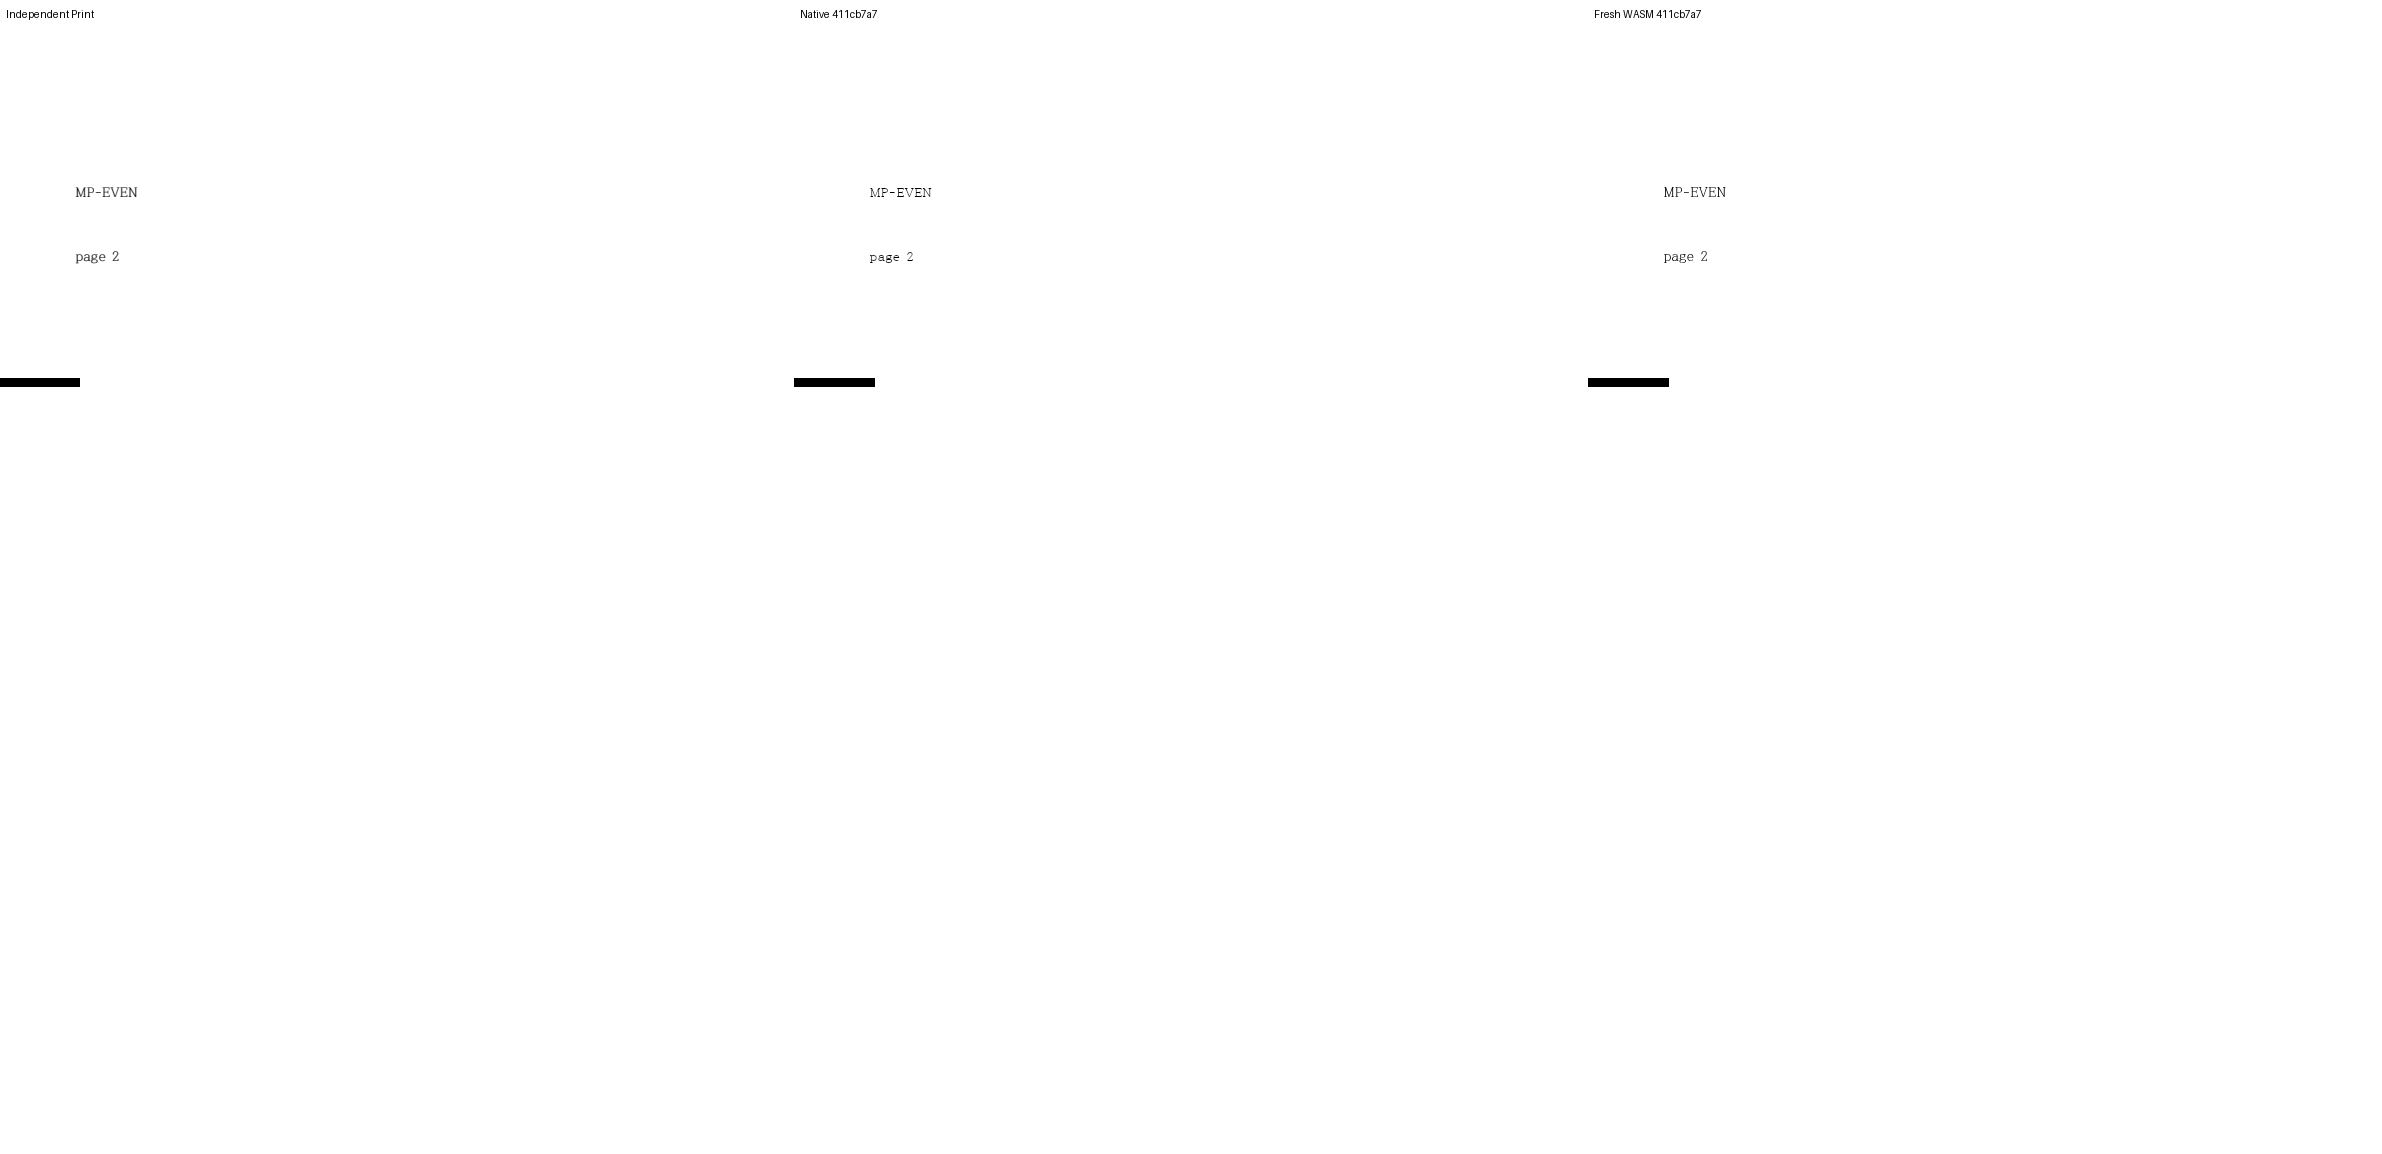 Independent Print
Native 411cb7a7
Fresh WASM 411cb7a7
MP-EVEN
MP-EVEN
MP-EVEN
page 2
page 2
page 2